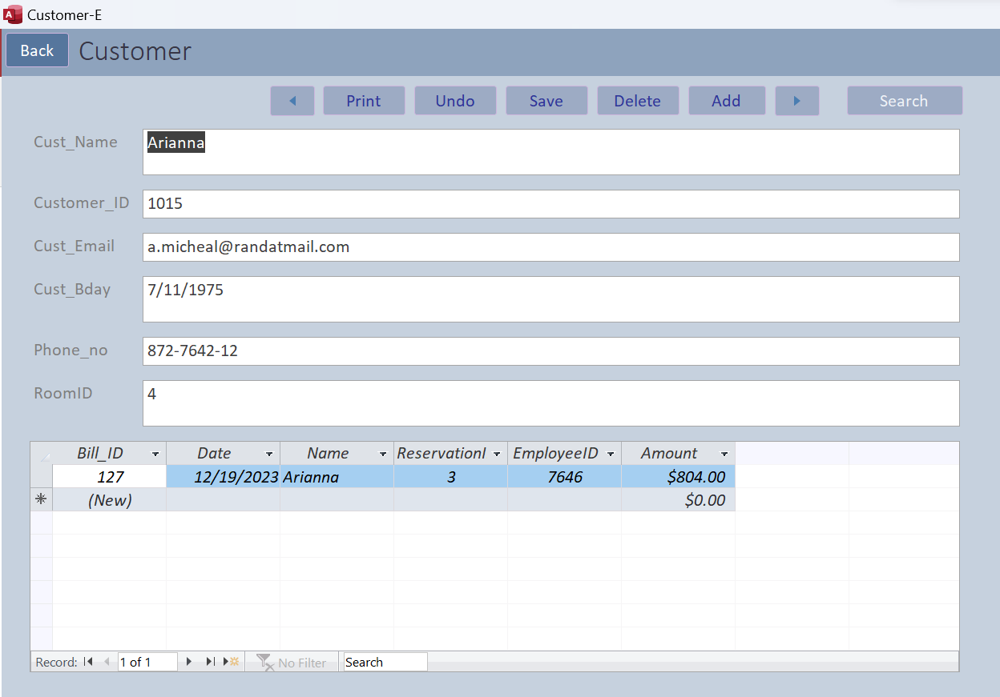 Customer-E
Back Customer
Print Undo Save Delete Add Search
Cust_Name Arianna
Customer_ID 1015
Cust_Email a.micheal@randatmail.com
Cust_Bday 7/11/1975
Phone_no 872-7642-12
RoomID 4
Bill_ID Date Name ReservationI EmployeeID Amount
127 12/19/2023 Arianna 3 7646 $804.00
(New) $0.00
Record: 1 of 1 No Filter Search